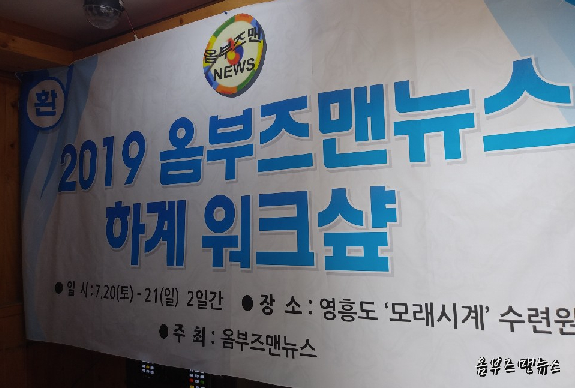 옴부즈맨
NEWS
환
2019 옴부즈맨뉴스
하계 워크샾
● 일 시 : 7.20(토) - 21(일) 2일간 ● 장 소 : 영흥도 '모래시계' 수련원
● 주 최 : 옴부즈맨뉴스
옴부즈맨뉴스